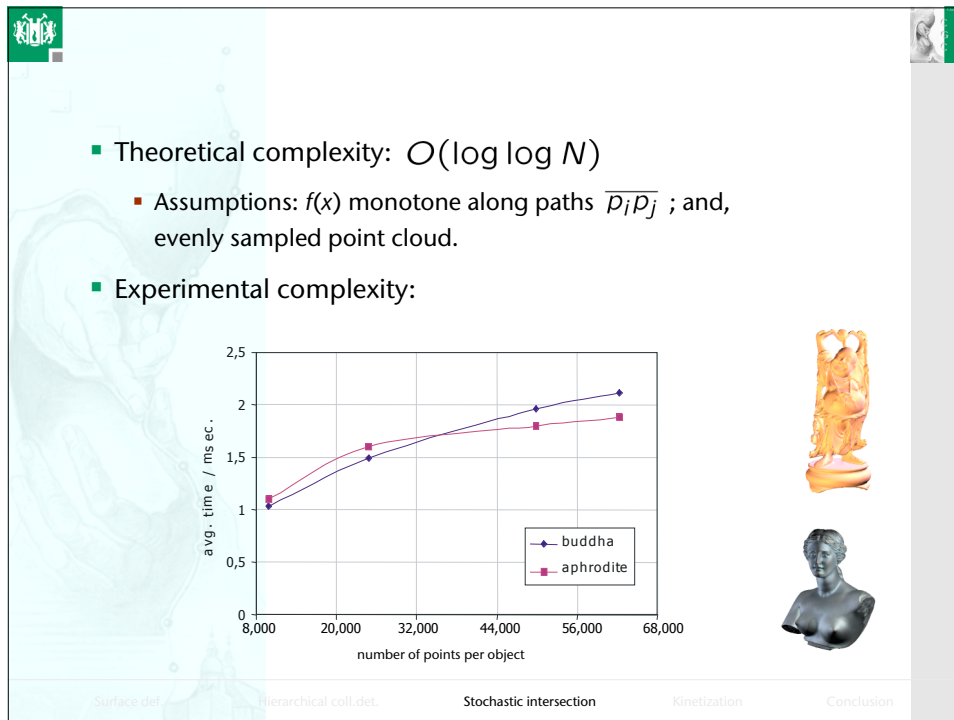 Theoretical complexity: O(log log N)
Assumptions: f(x) monotone along paths p_i p_j ; and,
evenly sampled point cloud.
Experimental complexity:
2,5
2
1,5
1
0,5
0
avg. time / msec.
buddha
aphrodite
8,000 20,000 32,000 44,000 56,000 68,000
number of points per object
Surface def. Hierarchical coll.det. Stochastic intersection Kinetization Conclusion